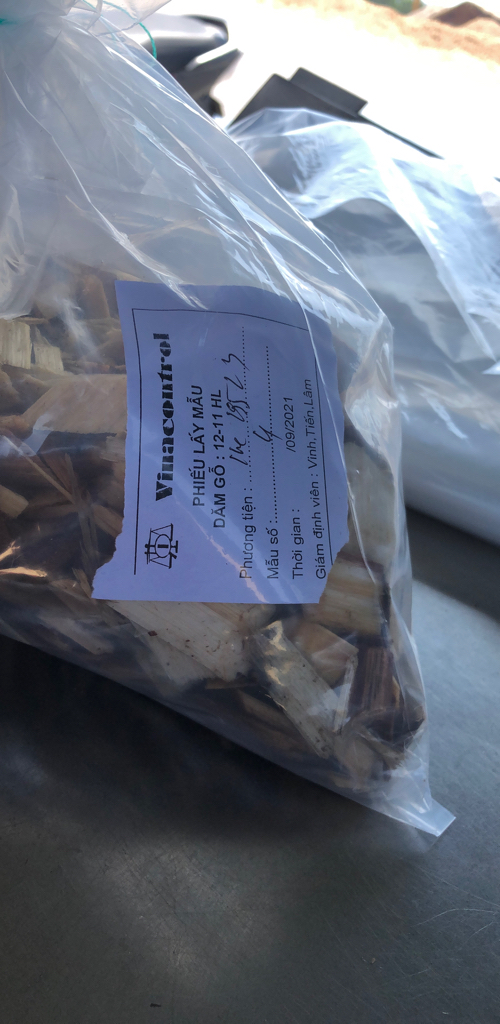 Vinacontrol
PHIẾU LẤY MẪU
DĂM GỖ : 12-11 HL
Phương tiện :
Mẫu số : 4
Thời gian : /09/2021
Giám định viên : Vinh,Tiến,Lâm